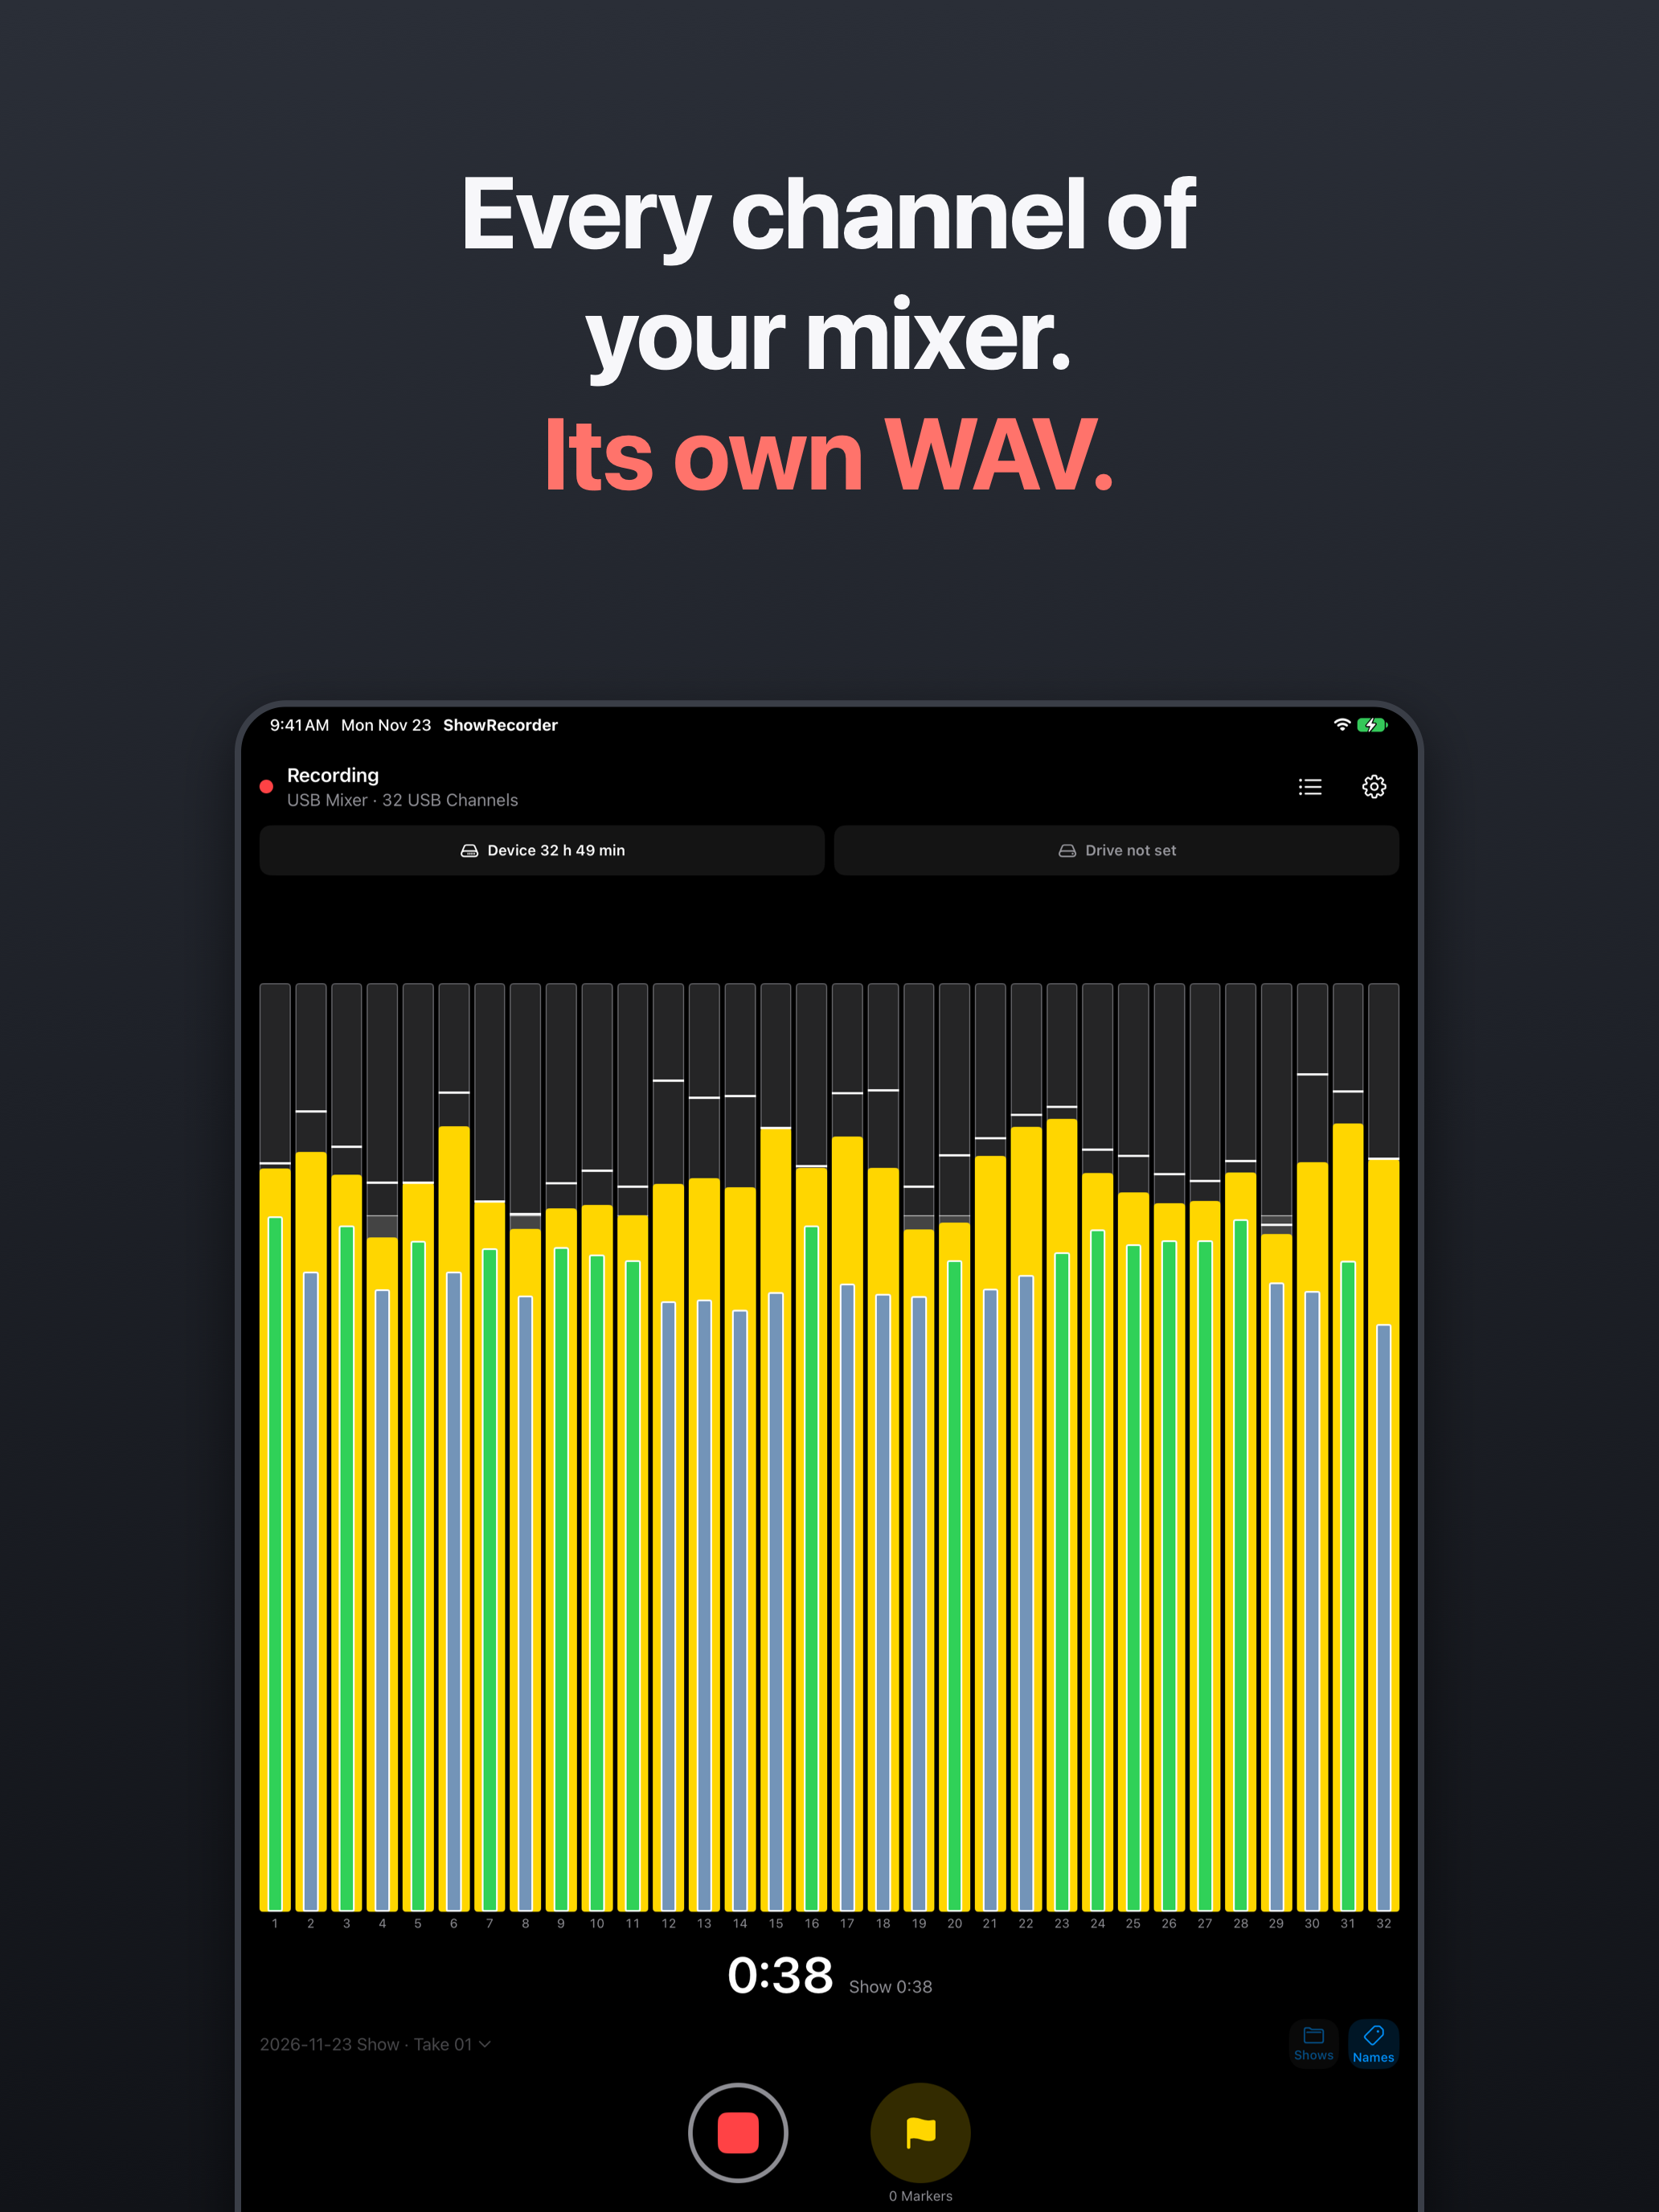 Every channel of
your mixer.
Its own WAV.
9:41 AM Mon Nov 23 ShowRecorder
Recording
USB Mixer · 32 USB Channels
Device 32 h 49 min
Drive not set
1 2 3 4 5 6 7 8 9 10 11 12 13 14 15 16 17 18 19 20 21 22 23 24 25 26 27 28 29 30 31 32
0:38 Show 0:38
2026-11-23 Show · Take 01
Shows
Names
0 Markers